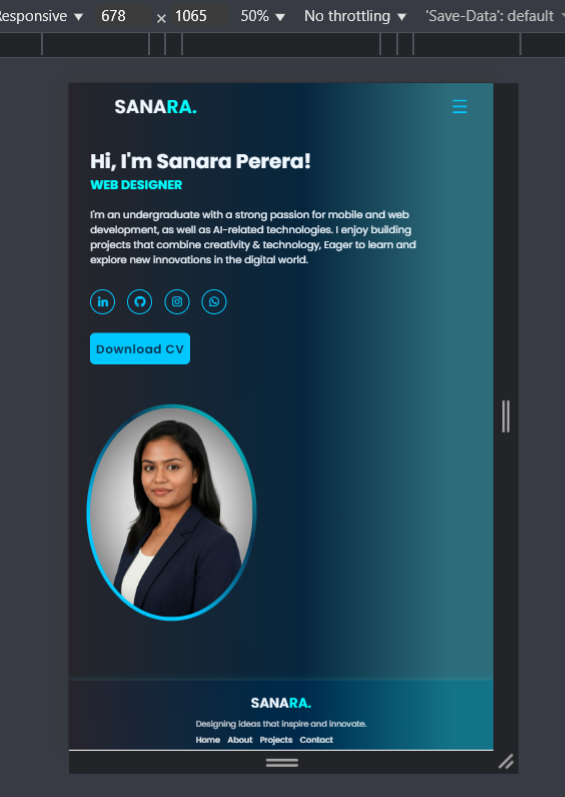 esponsive ▼ 678 × 1065 50% ▼ No throttling ▼ 'Save-Data': default
SANARA.
Hi, I'm Sanara Perera!
WEB DESIGNER
I'm an undergraduate with a strong passion for mobile and web
development, as well as AI-related technologies. I enjoy building
projects that combine creativity & technology, Eager to learn and
explore new innovations in the digital world.
in
Download CV
SANARA.
Designing ideas that inspire and innovate.
Home About Projects Contact